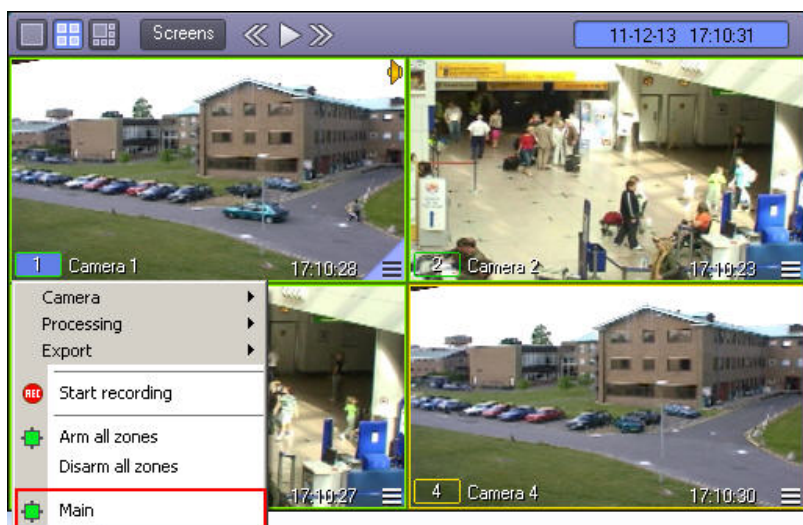 Screens
11-12-13 17:10:31
1 Camera 1 17:10:28
2 Camera 2 17:10:23
Camera
Processing
Export
REC Start recording
Arm all zones
Disarm all zones
Main
17:10:27
4 Camera 4 17:10:30